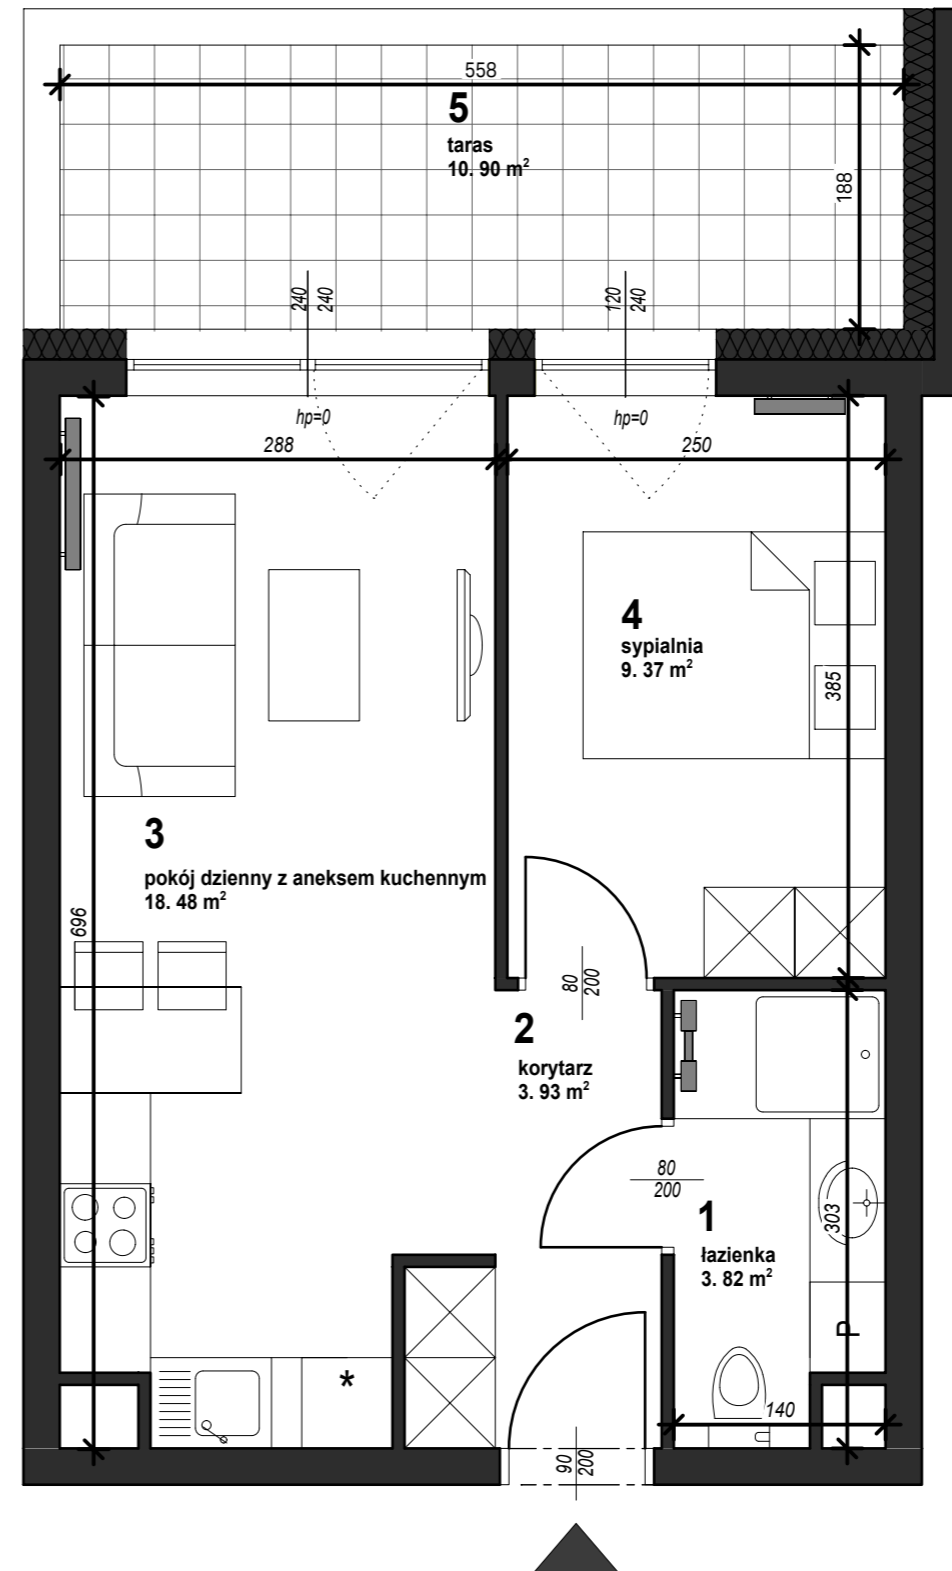 558
5
taras
10. 90 m²
188
240
240
120
240
hp=0
hp=0
288
250
4
sypialnia
9. 37 m²
385
3
pokój dzienny z aneksem kuchennym
18. 48 m²
696
80
200
2
korytarz
3. 93 m²
80
200
1
łazienka
3. 82 m²
303
P
*
140
90
200